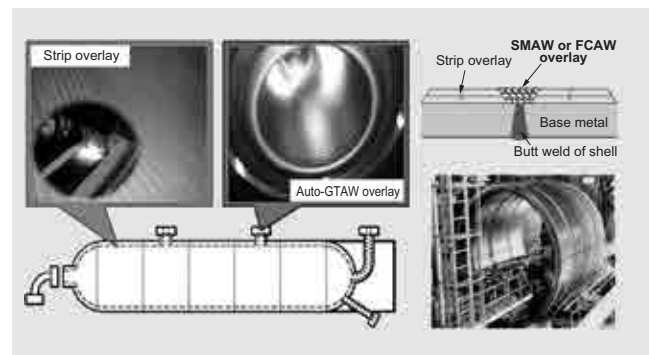 Strip overlay
Auto-GTAW overlay
SMAW or FCAW
overlay
Strip overlay
Base metal
Butt weld of shell